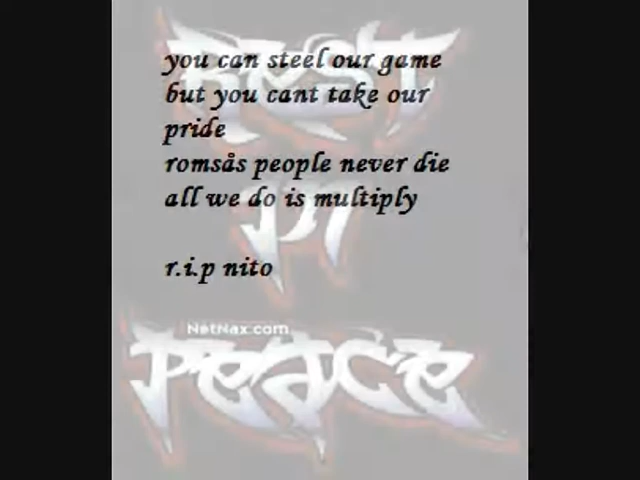 you can steel our game
but you cant take our
pride
romsås people never die
all we do is multiply
r.i.p nito
REST
IN
NetNax.com
PEACE